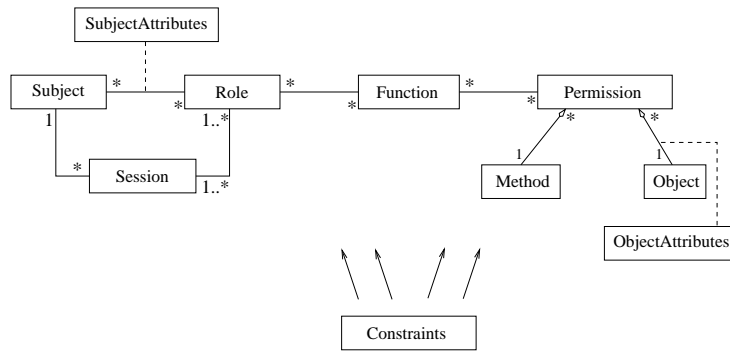 SubjectAttributes
Subject * * Role * * Function * * Permission
1 1..* * *
* Session 1..*
1 1
Method Object
ObjectAttributes
Constraints